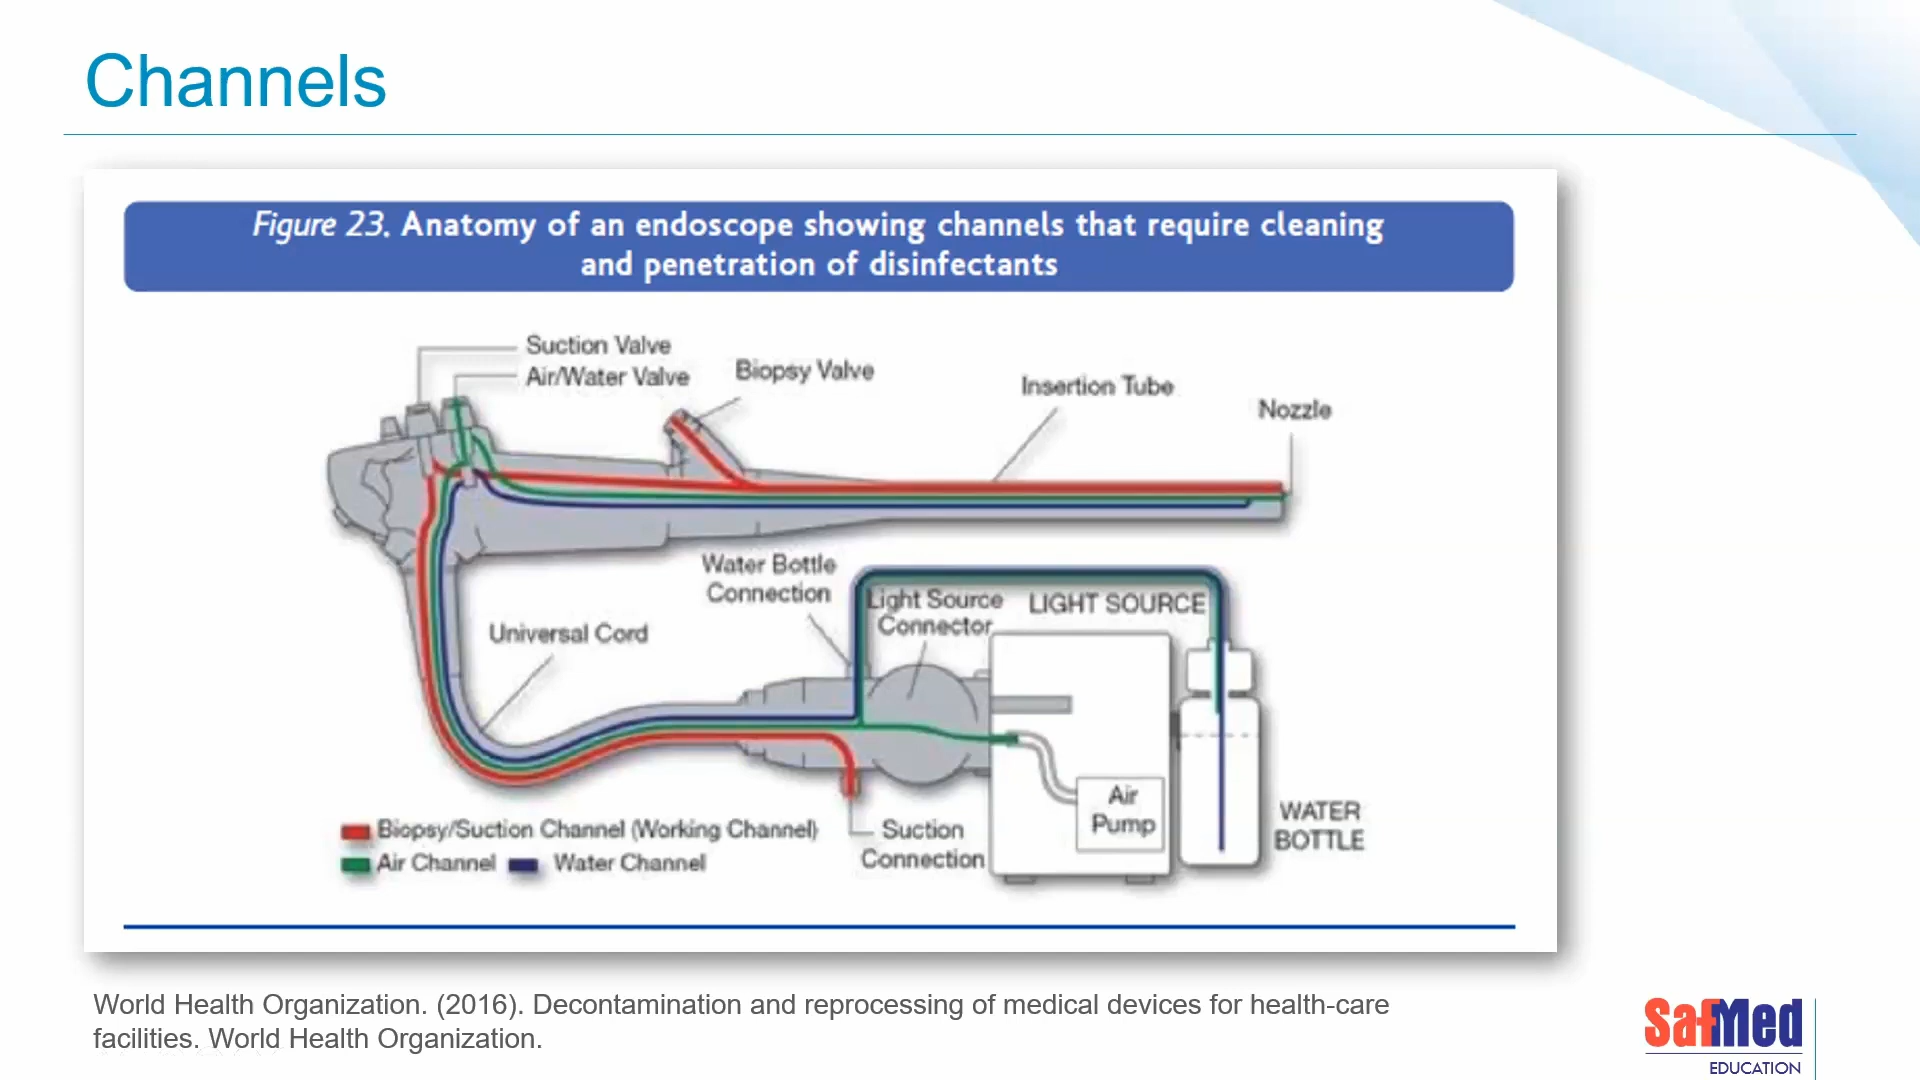 Channels
Figure 23. Anatomy of an endoscope showing channels that require cleaning
and penetration of disinfectants
Suction Valve
Air/Water Valve
Biopsy Valve
Insertion Tube
Nozzle
Water Bottle
Connection
Light Source
Connector
LIGHT SOURCE
Universal Cord
Air
Pump
WATER
BOTTLE
Biopsy/Suction Channel (Working Channel)
Air Channel
Water Channel
Suction
Connection
World Health Organization. (2016). Decontamination and reprocessing of medical devices for health-care
facilities. World Health Organization.
SafMed
EDUCATION